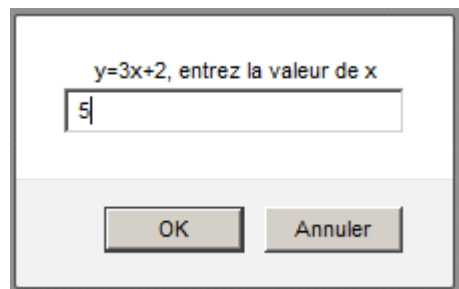 y=3x+2, entrez la valeur de x
5
OK Annuler